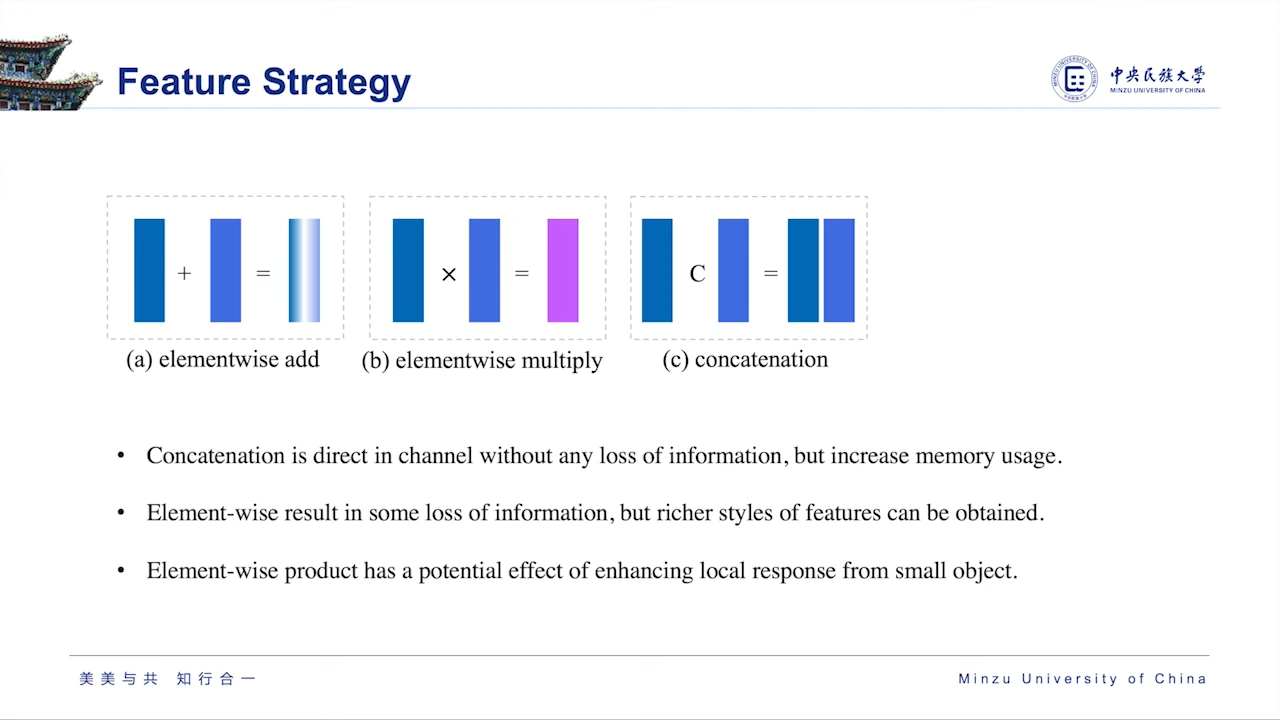 Feature Strategy
中央民族大学
MINZU UNIVERSITY OF CHINA
+ =
× =
C =
(a) elementwise add
(b) elementwise multiply
(c) concatenation
• Concatenation is direct in channel without any loss of information, but increase memory usage.
• Element-wise result in some loss of information, but richer styles of features can be obtained.
• Element-wise product has a potential effect of enhancing local response from small object.
美美与共 知行合一
Minzu University of China